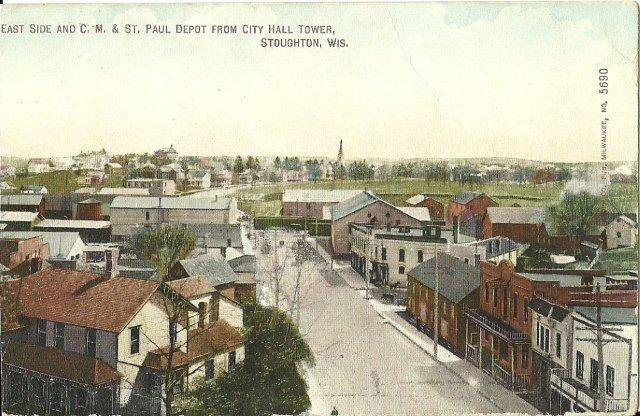 EAST SIDE AND C. M. & ST. PAUL DEPOT FROM CITY HALL TOWER,
STOUGHTON, WIS.
MILWAUKEE, NO. 5690